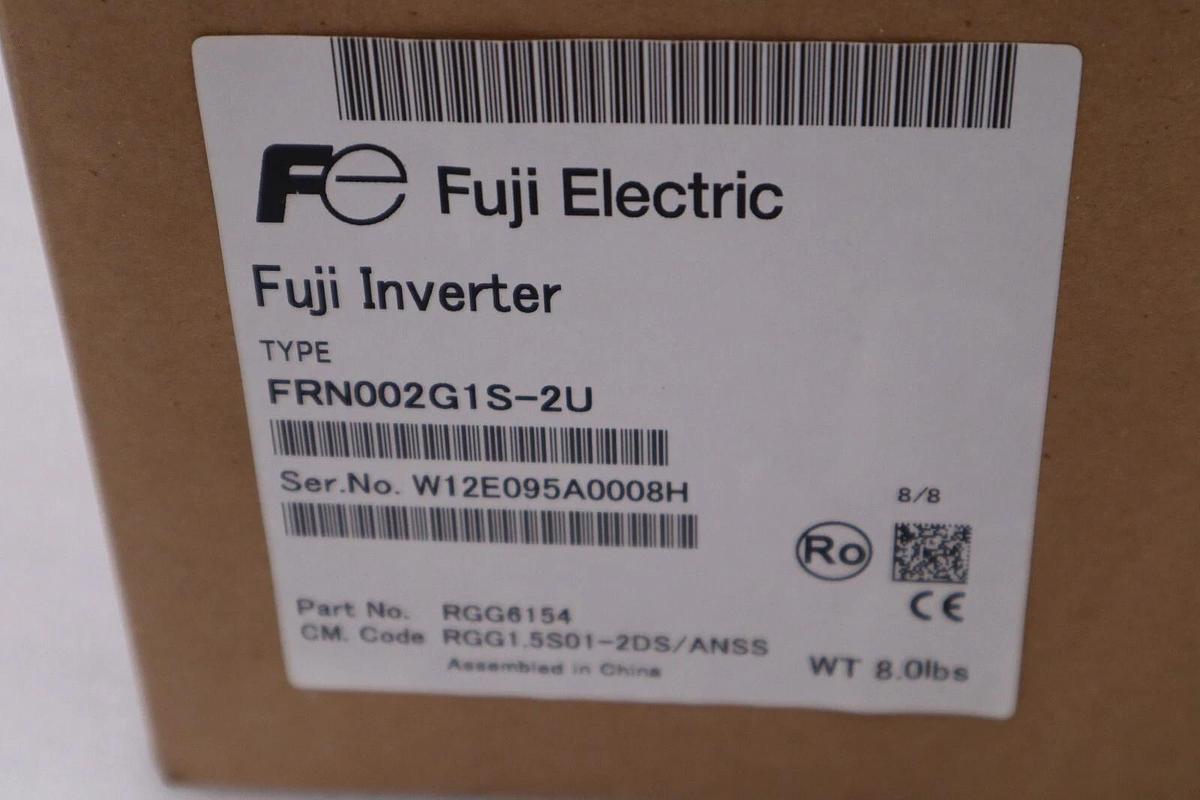 Fe Fuji Electric
Fuji Inverter
TYPE
FRN002G1S-2U
Ser.No. W12E095A0008H
8/8
Ro
CE
Part No. RGG6154
CM. Code RGG1.5S01-2DS/ANSS
Assembled in China
WT 8.0lbs